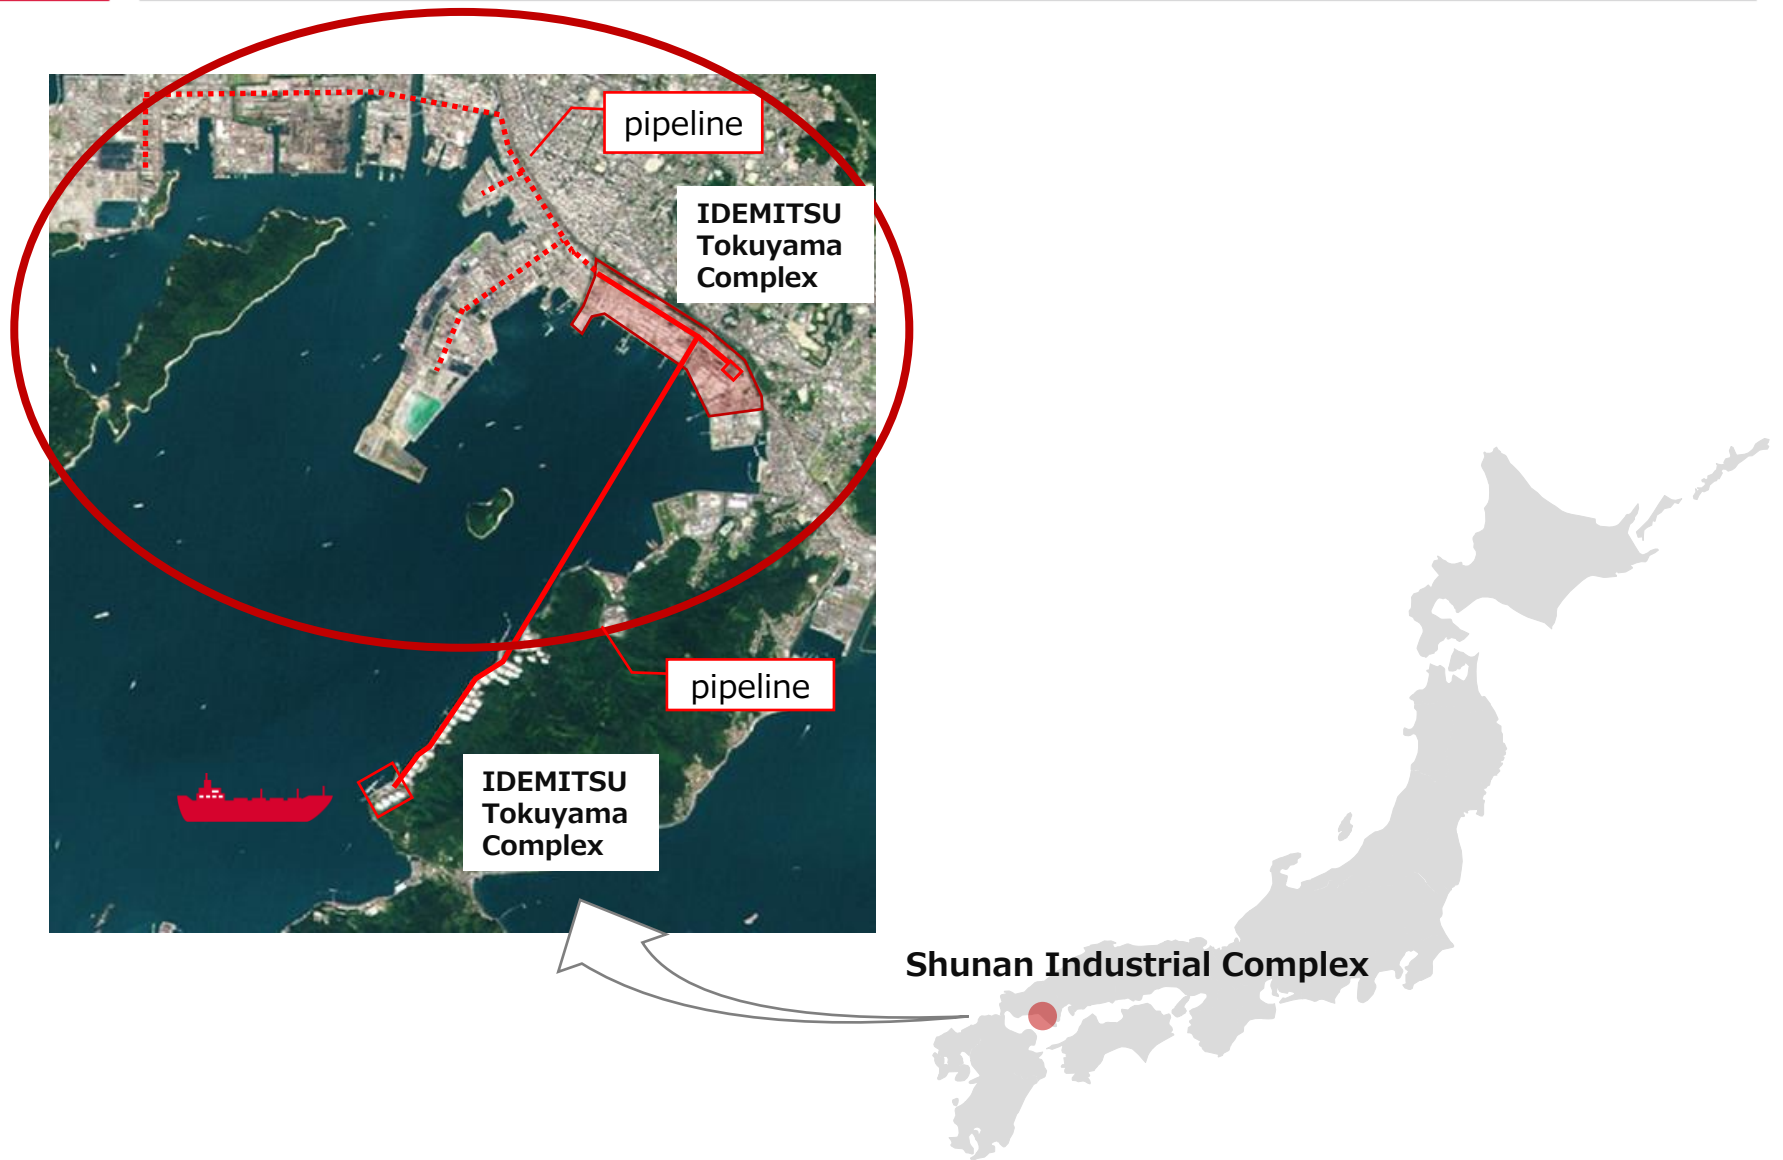 pipeline
IDEMITSU
Tokuyama
Complex
pipeline
IDEMITSU
Tokuyama
Complex
Shunan Industrial Complex